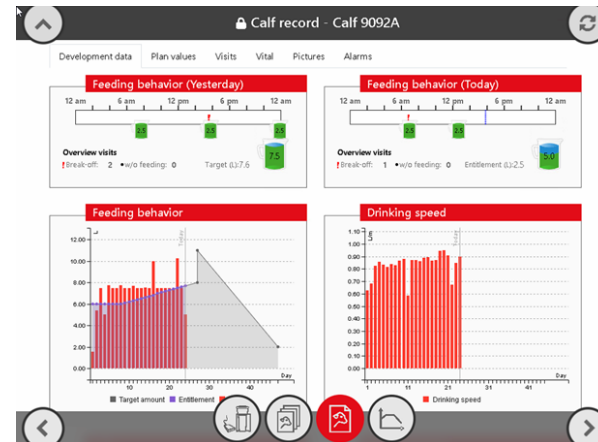 Calf record - Calf 9092A
Development data Plan values Visits Vital Pictures Alarms
Feeding behavior (Yesterday)
12 am 6 am 12 pm 6 pm 12 am
2.5 2.5 2.5
Overview visits
!Break-off: 2 •w/o feeding: 0 Target (L):7.6
7.5
Feeding behavior (Today)
12 am 6 am 12 pm 6 pm 12 am
2.5 2.5
Overview visits
!Break-off: 1 •w/o feeding: 0 Entitlement (L):2.5
5.0
Feeding behavior
L
Today
12.00
10.00
8.00
6.00
4.00
2.00
0.00
Day
10 20 30 40
Target amount Entitlement
Drinking speed
Today
1.10
1.00
0.90
0.80
0.70
0.60
0.50
0.40
0.30
0.20
0.10
0.00
Day
1 11 21 31 41
Drinking speed